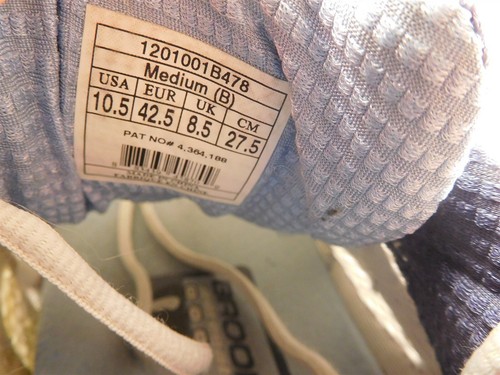 1201001B478
Medium (B)
USA EUR UK CM
10.5 42.5 8.5 27.5
PAT NO# 4,364,188
BROOK